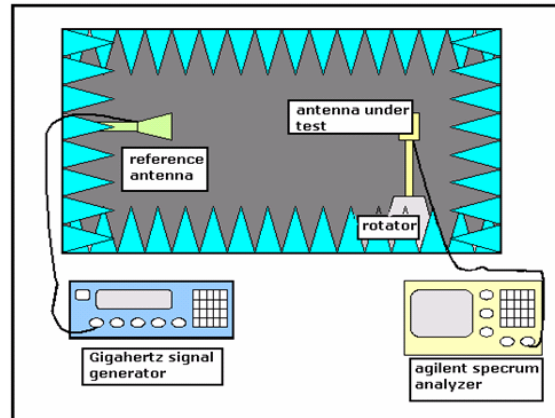 antenna under
test
reference
antenna
rotator
Gigahertz signal
generator
agilent specrum
analyzer